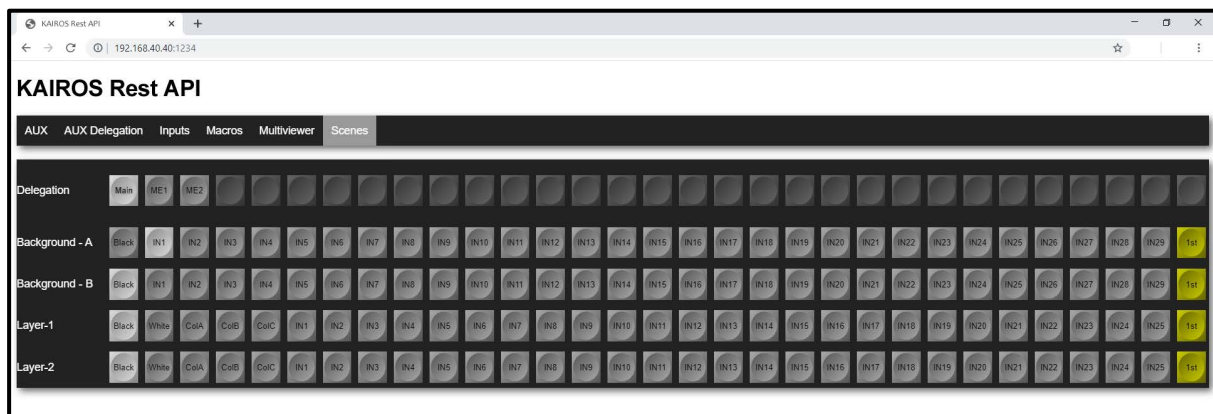 KAIROS Rest API
192.168.40.40:1234
KAIROS Rest API
AUX AUX Delegation Inputs Macros Multiviewer Scenes
Delegation Main ME1 ME2
Background - A Black IN1 IN2 IN3 IN4 IN5 IN6 IN7 IN8 IN9 IN10 IN11 IN12 IN13 IN14 IN15 IN16 IN17 IN18 IN19 IN20 IN21 IN22 IN23 IN24 IN25 IN26 IN27 IN28 IN29 1st
Background - B Black IN1 IN2 IN3 IN4 IN5 IN6 IN7 IN8 IN9 IN10 IN11 IN12 IN13 IN14 IN15 IN16 IN17 IN18 IN19 IN20 IN21 IN22 IN23 IN24 IN25 IN26 IN27 IN28 IN29 1st
Layer-1 Black White ColA ColB ColC IN1 IN2 IN3 IN4 IN5 IN6 IN7 IN8 IN9 IN10 IN11 IN12 IN13 IN14 IN15 IN16 IN17 IN18 IN19 IN20 IN21 IN22 IN23 IN24 IN25 1st
Layer-2 Black White ColA ColB ColC IN1 IN2 IN3 IN4 IN5 IN6 IN7 IN8 IN9 IN10 IN11 IN12 IN13 IN14 IN15 IN16 IN17 IN18 IN19 IN20 IN21 IN22 IN23 IN24 IN25 1st